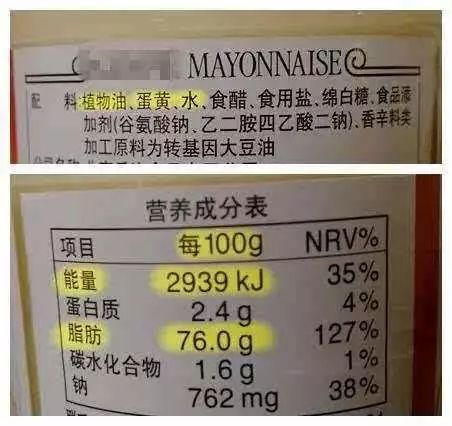 MAYONNAISE
配 料:植物油、蛋黄、水、食醋、食用盐、绵白糖、食品添
加剂(谷氨酸钠、乙二胺四乙酸二钠)、香辛料类
加工原料为转基因大豆油
营养成分表
项目 每100g NRV%
能量 2939 kJ 35%
蛋白质 2.4 g 4%
脂肪 76.0 g 127%
碳水化合物 1.6 g 1%
钠 762 mg 38%